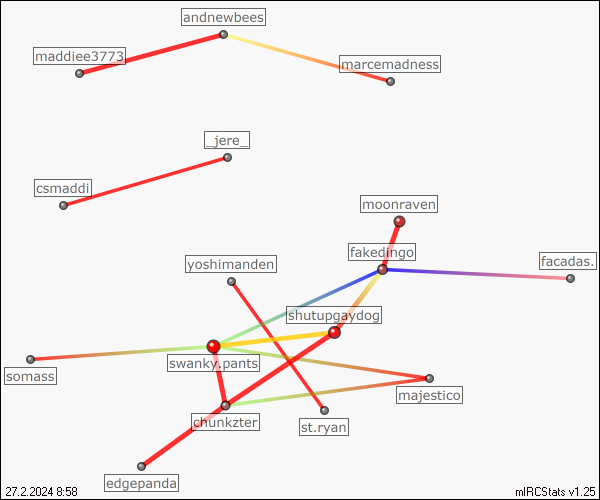 andnewbees
maddiee3773
marcemadness
_jere_
csmaddi
moonraven
fakedingo
facadas.
yoshimanden
shutupgaydog
swanky.pants
somass
majestico
chunkzter
st.ryan
edgepanda
27.2.2024 8:58
mIRCStats v1.25